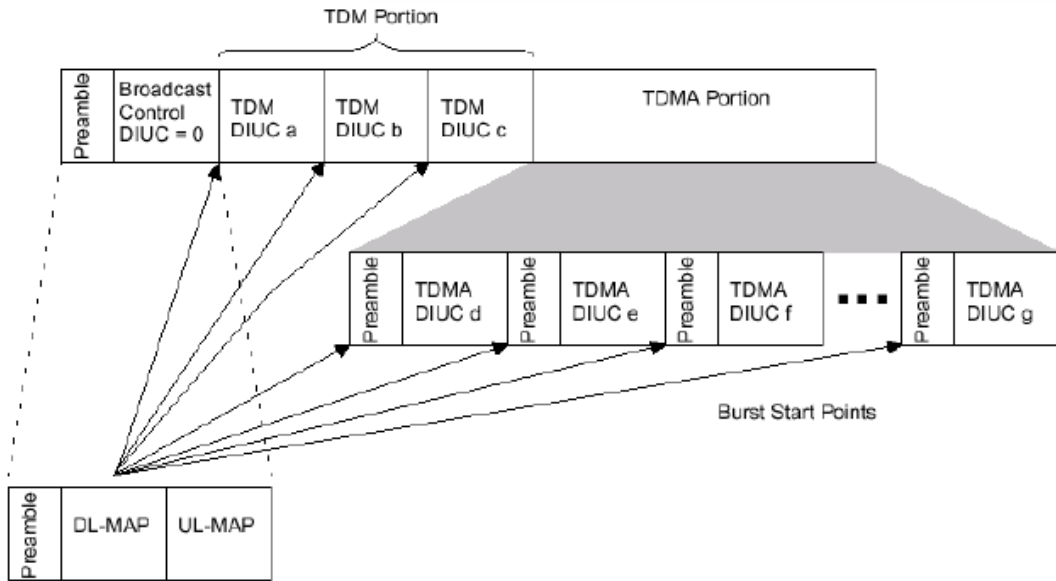 TDM Portion
Preamble
Broadcast
Control
DIUC = 0
TDM
DIUC a
TDM
DIUC b
TDM
DIUC c
TDMA Portion
Preamble
TDMA
DIUC d
Preamble
TDMA
DIUC e
Preamble
TDMA
DIUC f
Preamble
TDMA
DIUC g
Burst Start Points
Preamble
DL-MAP
UL-MAP